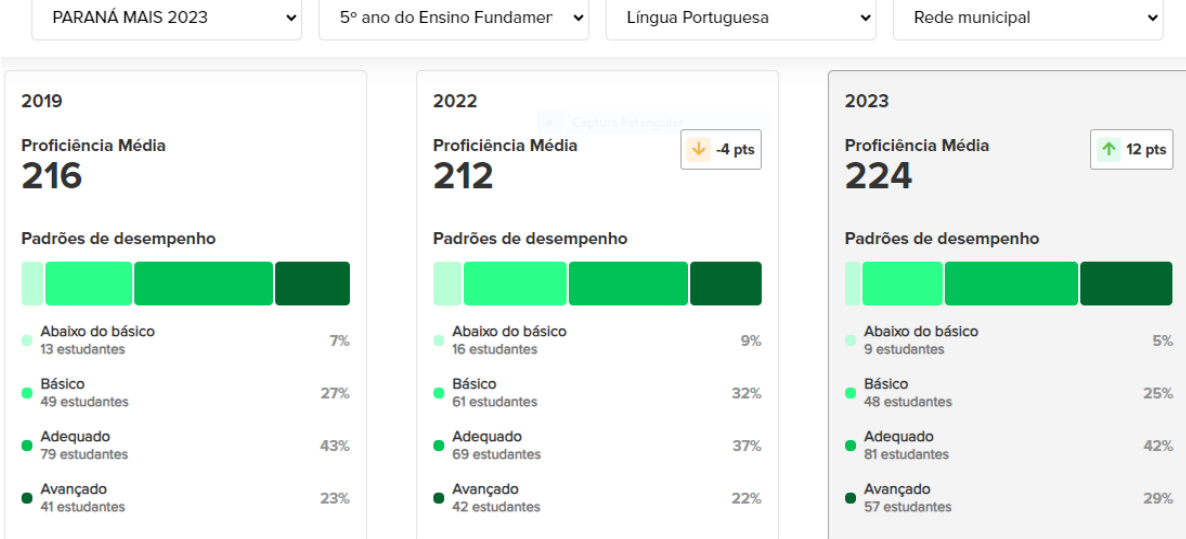 PARANÁ MAIS 2023
5º ano do Ensino Fundamer
Língua Portuguesa
Rede municipal
2019
Proficiência Média
216
Padrões de desempenho
Abaixo do básico
13 estudantes
7%
Básico
49 estudantes
27%
Adequado
79 estudantes
43%
Avançado
41 estudantes
23%
2022
Captura Retangular
Proficiência Média
-4 pts
212
Padrões de desempenho
Abaixo do básico
16 estudantes
9%
Básico
61 estudantes
32%
Adequado
69 estudantes
37%
Avançado
42 estudantes
22%
2023
Proficiência Média
12 pts
224
Padrões de desempenho
Abaixo do básico
9 estudantes
5%
Básico
48 estudantes
25%
Adequado
81 estudantes
42%
Avançado
57 estudantes
29%